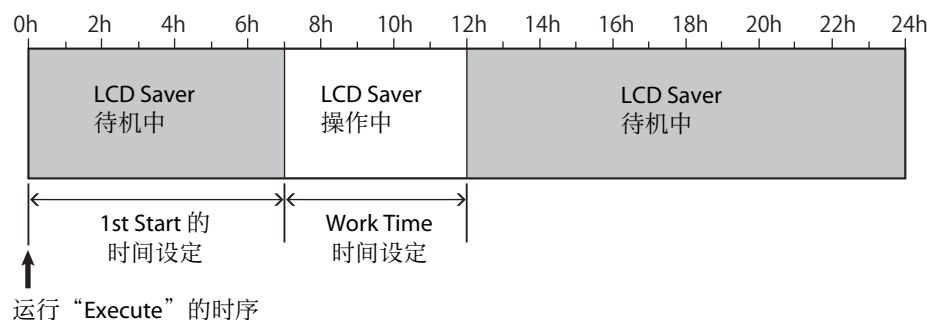 0h 2h 4h 6h 8h 10h 12h 14h 16h 18h 20h 22h 24h
LCD Saver
待机中
LCD Saver
操作中
LCD Saver
待机中
1st Start 的
时间设定
Work Time
时间设定
运行“Execute”的时序